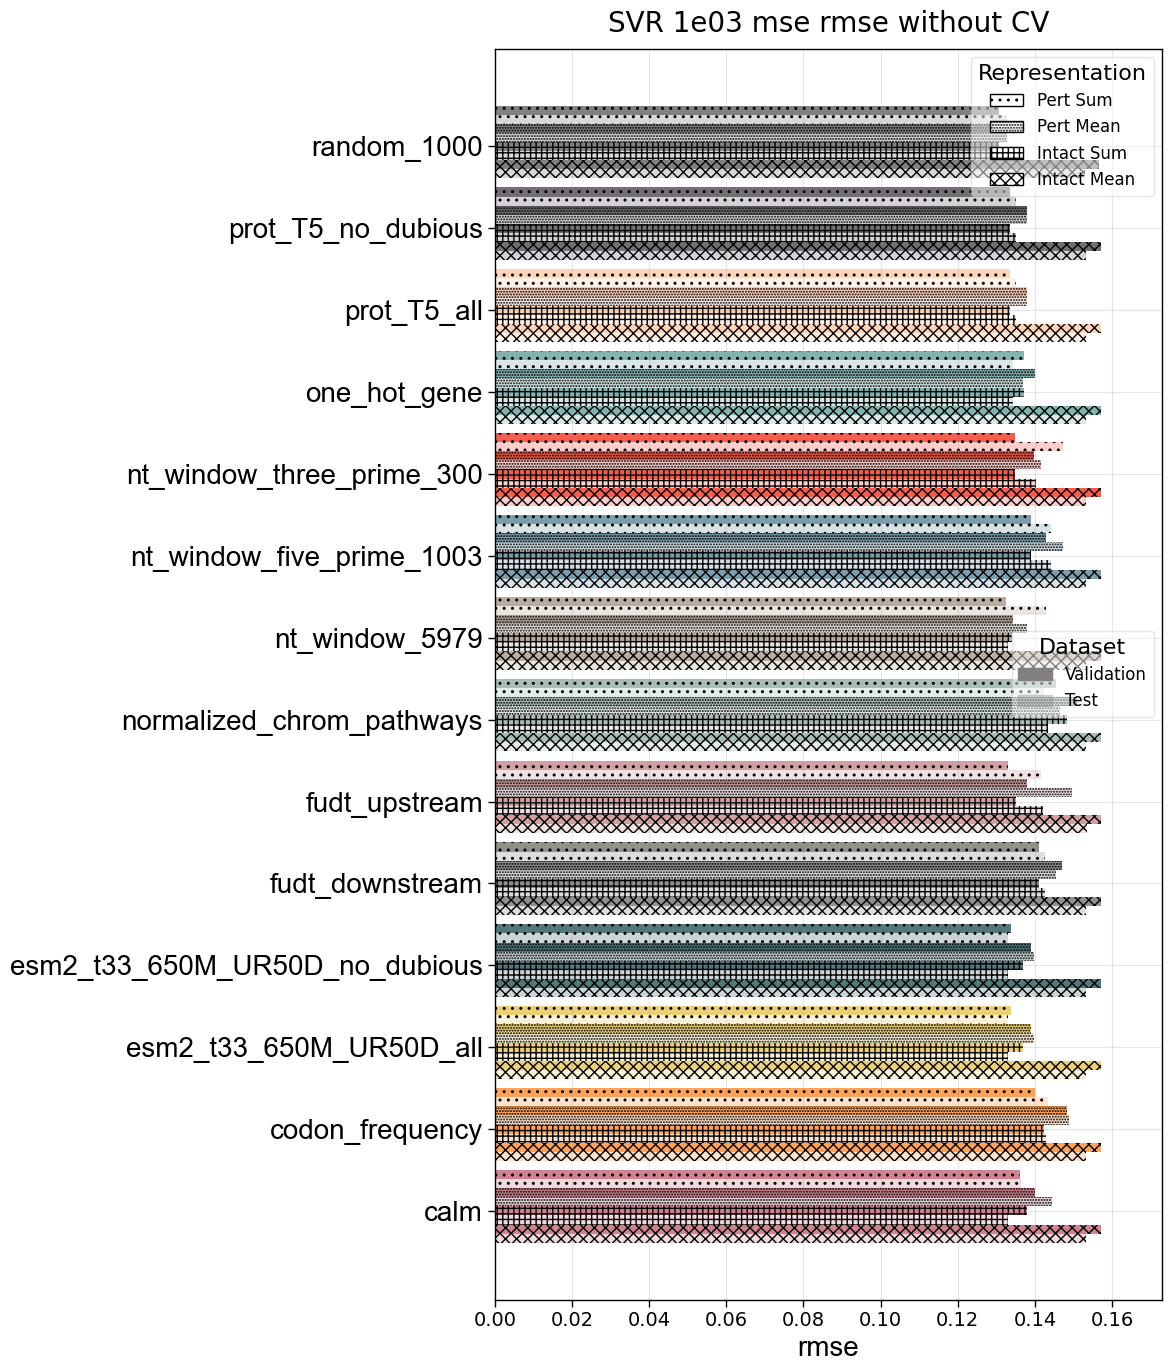 SVR 1e03 mse rmse without CV
Representation
Pert Sum
Pert Mean
Intact Sum
Intact Mean
random_1000
prot_T5_no_dubious
prot_T5_all
one_hot_gene
nt_window_three_prime_300
nt_window_five_prime_1003
nt_window_5979
Dataset
Validation
Test
normalized_chrom_pathways
fudt_upstream
fudt_downstream
esm2_t33_650M_UR50D_no_dubious
esm2_t33_650M_UR50D_all
codon_frequency
calm
0.00 0.02 0.04 0.06 0.08 0.10 0.12 0.14 0.16
rmse